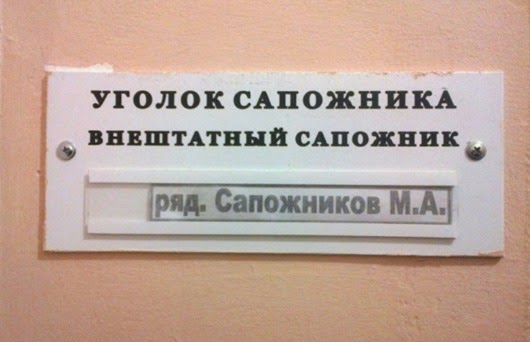 УГОЛОК САПОЖНИКА
ВНЕШТАТНЫЙ САПОЖНИК
ряд. Сапожников М.А.